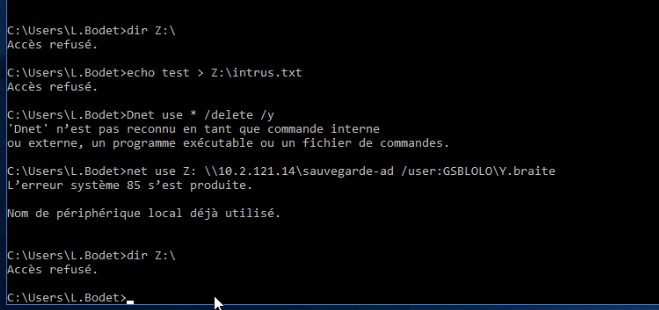 C:\Users\L.Bodet>dir Z:\
Accès refusé.
C:\Users\L.Bodet>echo test > Z:\intrus.txt
Accès refusé.
C:\Users\L.Bodet>Dnet use * /delete /y
'Dnet' n’est pas reconnu en tant que commande interne
ou externe, un programme exécutable ou un fichier de commandes.
C:\Users\L.Bodet>net use Z: \\10.2.121.14\sauvegarde-ad /user:GSBLOLO\Y.braite
L’erreur système 85 s’est produite.
Nom de périphérique local déjà utilisé.
C:\Users\L.Bodet>dir Z:\
Accès refusé.
C:\Users\L.Bodet>